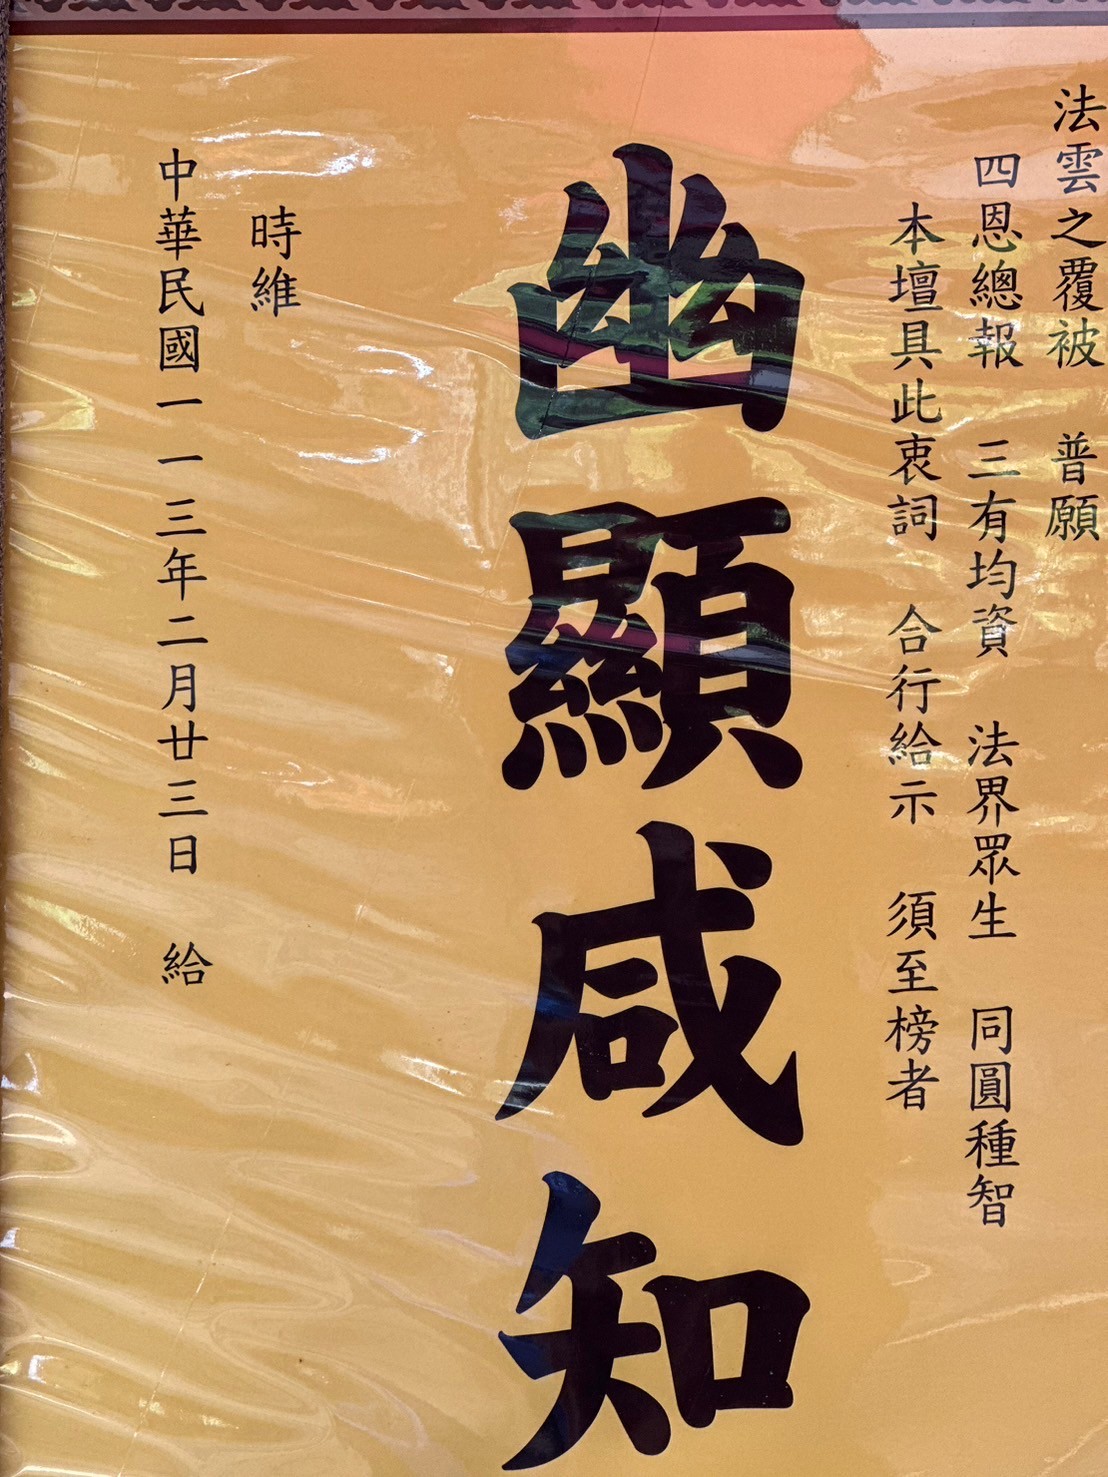 法雲之覆被　普願
四恩總報　三有均資　法界眾生　同圓種智
本壇具此衷詞　合行給示　須至榜者
幽顯咸知
時維
中華民國一一三年二月廿三日　給